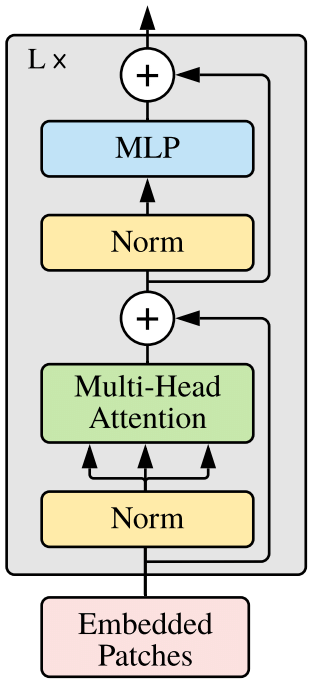 L ×
+
MLP
Norm
+
Multi-Head
Attention
Norm
Embedded
Patches